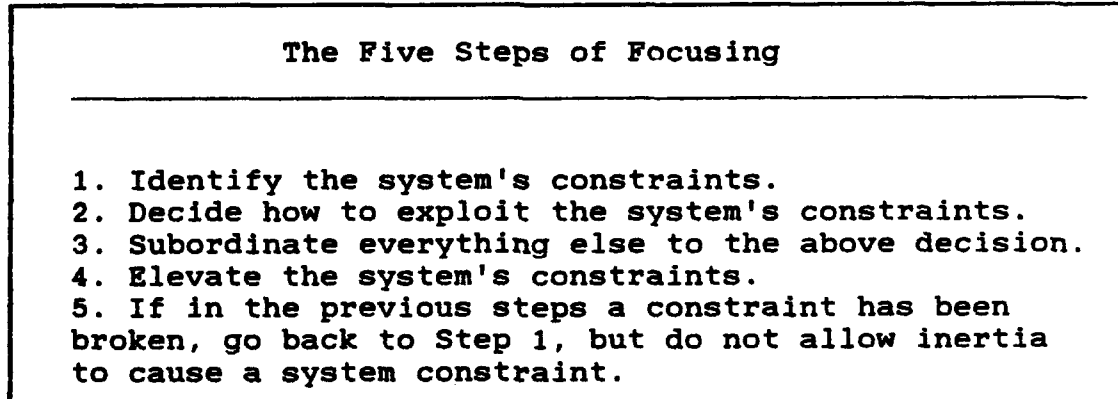 The Five Steps of Focusing
1. Identify the system's constraints.
2. Decide how to exploit the system's constraints.
3. Subordinate everything else to the above decision.
4. Elevate the system's constraints.
5. If in the previous steps a constraint has been
broken, go back to Step 1, but do not allow inertia
to cause a system constraint.